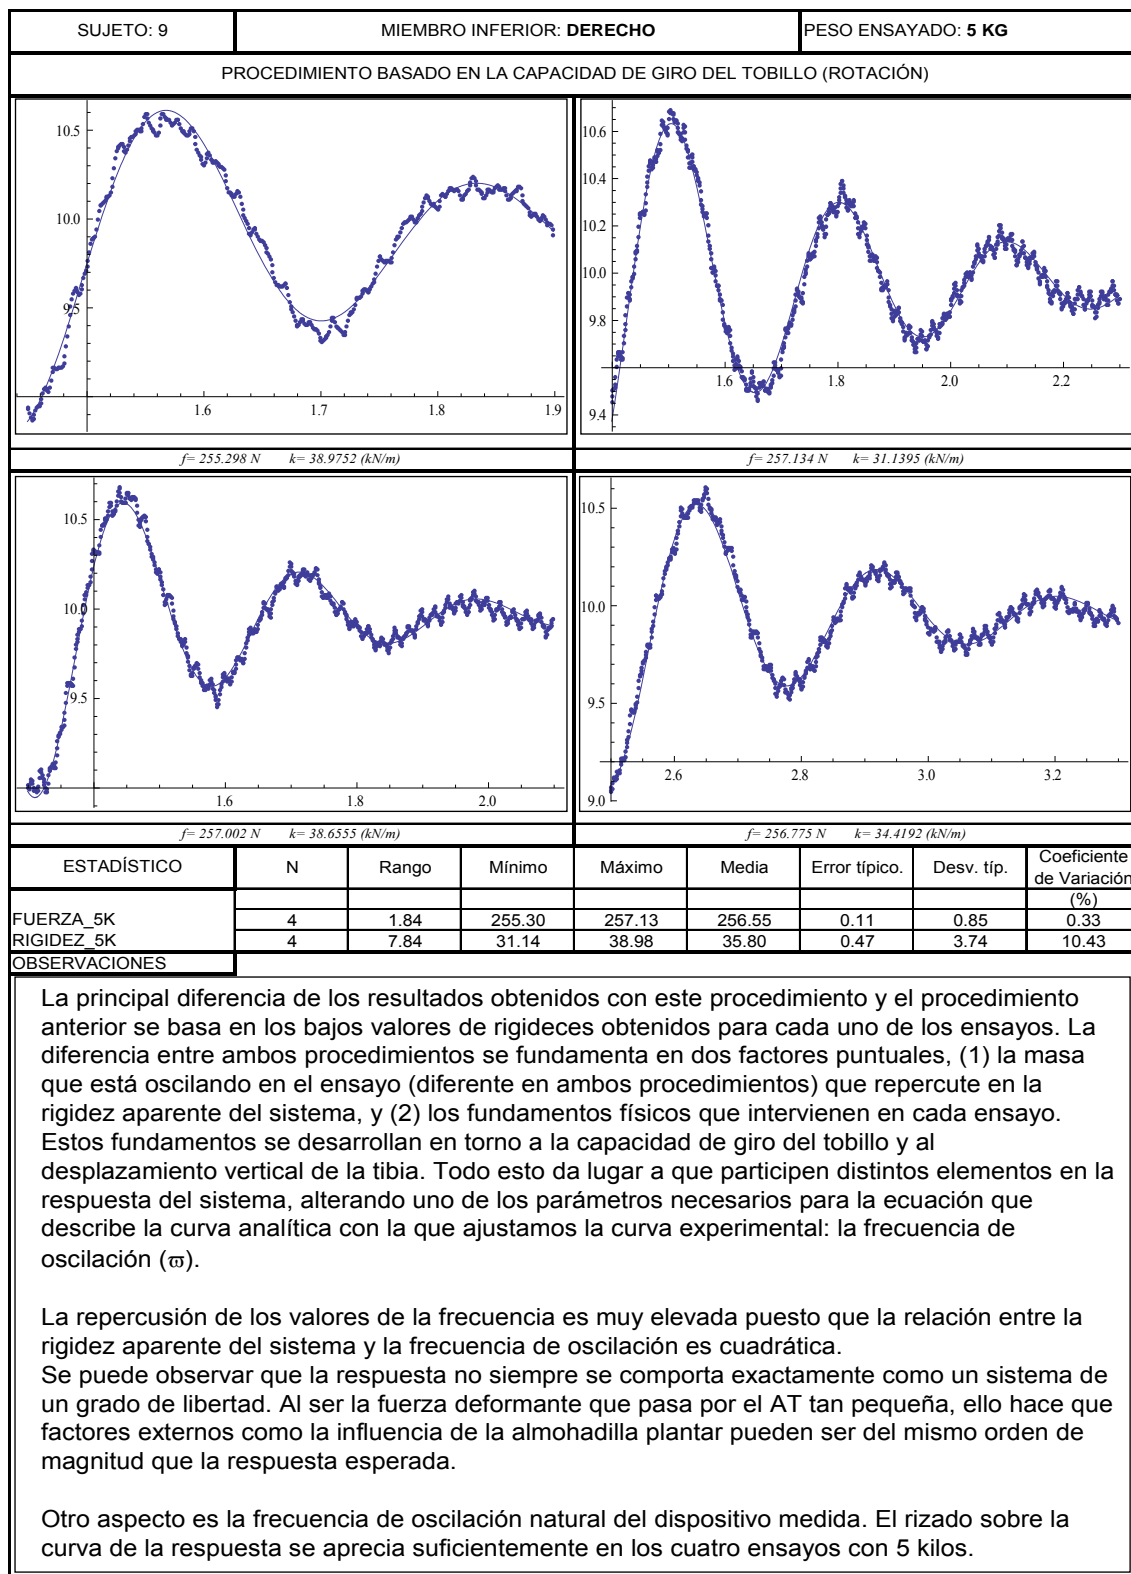 SUJETO: 9 MIEMBRO INFERIOR: DERECHO PESO ENSAYADO: 5 KG
PROCEDIMIENTO BASADO EN LA CAPACIDAD DE GIRO DEL TOBILLO (ROTACIÓN)
10.5
10.0
9.5
1.6 1.7 1.8 1.9
f= 255.298 N k= 38.9752 (kN/m)
10.6
10.4
10.2
10.0
9.8
9.4
1.6 1.8 2.0 2.2
f= 257.134 N k= 31.1395 (kN/m)
10.5
10.0
9.5
1.6 1.8 2.0
f= 257.002 N k= 38.6555 (kN/m)
10.5
10.0
9.5
9.0
2.6 2.8 3.0 3.2
f= 256.775 N k= 34.4192 (kN/m)
ESTADÍSTICO N Rango Mínimo Máximo Media Error típico. Desv. típ. Coeficiente
de Variación
(%)
FUERZA_5K 4 1.84 255.30 257.13 256.55 0.11 0.85 0.33
RIGIDEZ_5K 4 7.84 31.14 38.98 35.80 0.47 3.74 10.43
OBSERVACIONES
La principal diferencia de los resultados obtenidos con este procedimiento y el procedimiento
anterior se basa en los bajos valores de rigideces obtenidos para cada uno de los ensayos. La
diferencia entre ambos procedimientos se fundamenta en dos factores puntuales, (1) la masa
que está oscilando en el ensayo (diferente en ambos procedimientos) que repercute en la
rigidez aparente del sistema, y (2) los fundamentos físicos que intervienen en cada ensayo.
Estos fundamentos se desarrollan en torno a la capacidad de giro del tobillo y al
desplazamiento vertical de la tibia. Todo esto da lugar a que participen distintos elementos en la
respuesta del sistema, alterando uno de los parámetros necesarios para la ecuación que
describe la curva analítica con la que ajustamos la curva experimental: la frecuencia de
oscilación (ϖ).
La repercusión de los valores de la frecuencia es muy elevada puesto que la relación entre la
rigidez aparente del sistema y la frecuencia de oscilación es cuadrática.
Se puede observar que la respuesta no siempre se comporta exactamente como un sistema de
un grado de libertad. Al ser la fuerza deformante que pasa por el AT tan pequeña, ello hace que
factores externos como la influencia de la almohadilla plantar pueden ser del mismo orden de
magnitud que la respuesta esperada.
Otro aspecto es la frecuencia de oscilación natural del dispositivo medida. El rizado sobre la
curva de la respuesta se aprecia suficientemente en los cuatro ensayos con 5 kilos.